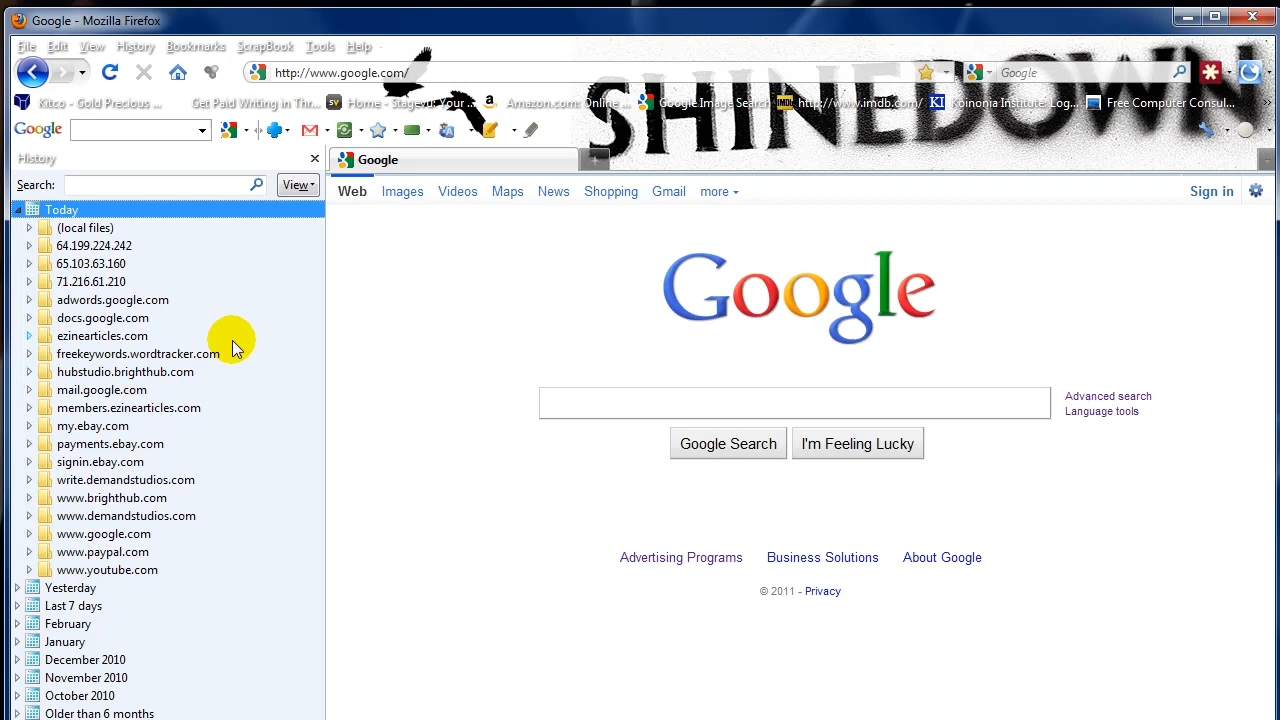 Google - Mozilla Firefox
File Edit View History Bookmarks ScrapBook Tools Help
http://www.google.com/
Google
SHINEDOWN
Kitco - Gold Precious ... Get Paid Writing in Thr... Home - Stagevu: Your ... Amazon.com: Online ... Google Image Search http://www.imdb.com/ Koinonia Institute: Log... Free Computer Consul...
Google
History
Google
Search: View
Web Images Videos Maps News Shopping Gmail more Sign in
Today
(local files)
64.199.224.242
65.103.63.160
71.216.61.210
adwords.google.com
docs.google.com
ezinearticles.com
freekeywords.wordtracker.com
hubstudio.brighthub.com
mail.google.com
members.ezinearticles.com
my.ebay.com
payments.ebay.com
signin.ebay.com
write.demandstudios.com
www.brighthub.com
www.demandstudios.com
www.google.com
www.paypal.com
www.youtube.com
Yesterday
Last 7 days
February
January
December 2010
November 2010
October 2010
Older than 6 months
Google
Advanced search
Language tools
Google Search I'm Feeling Lucky
Advertising Programs Business Solutions About Google
© 2011 - Privacy